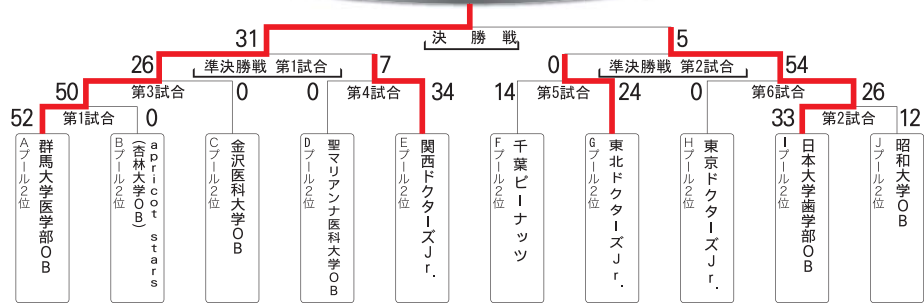 31
決勝戦
5
26
準決勝戦 第1試合
7
0
準決勝戦 第2試合
54
50
第3試合
0
0
第4試合
34
14
第5試合
24
0
第6試合
26
52
第1試合
0
33
第2試合
12
Aプール2位
群馬大学医学部OB
Bプール2位
apricot stars
(杏林大学OB)
Cプール2位
金沢医科大学OB
Dプール2位
聖マリアンナ医科大学OB
Eプール2位
関西ドクターズJr.
Fプール2位
千葉ピーナッツ
Gプール2位
東北ドクターズJr.
Hプール2位
東京ドクターズJr.
Iプール2位
日本大学歯学部OB
Jプール2位
昭和大学OB